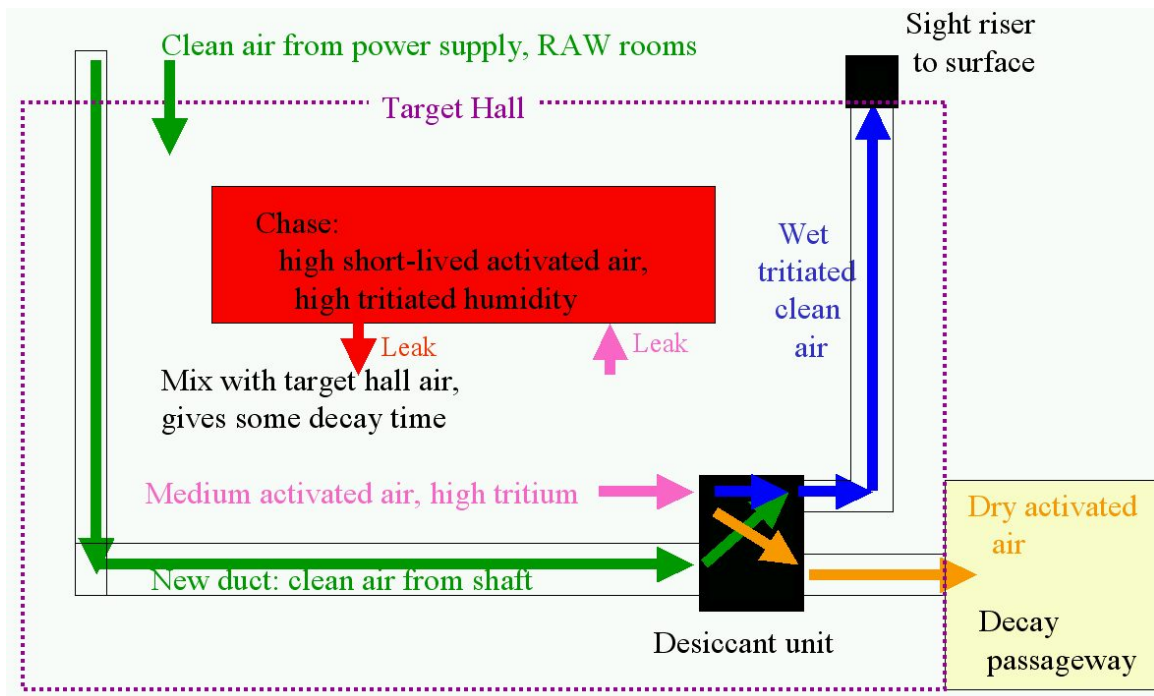 Clean air from power supply, RAW rooms
Sight riser
to surface
Target Hall
Chase:
high short-lived activated air,
high tritiated humidity
Wet
tritiated
clean
air
Leak
Leak
Mix with target hall air,
gives some decay time
Medium activated air, high tritium
Dry activated
air
New duct: clean air from shaft
Desiccant unit
Decay
passageway